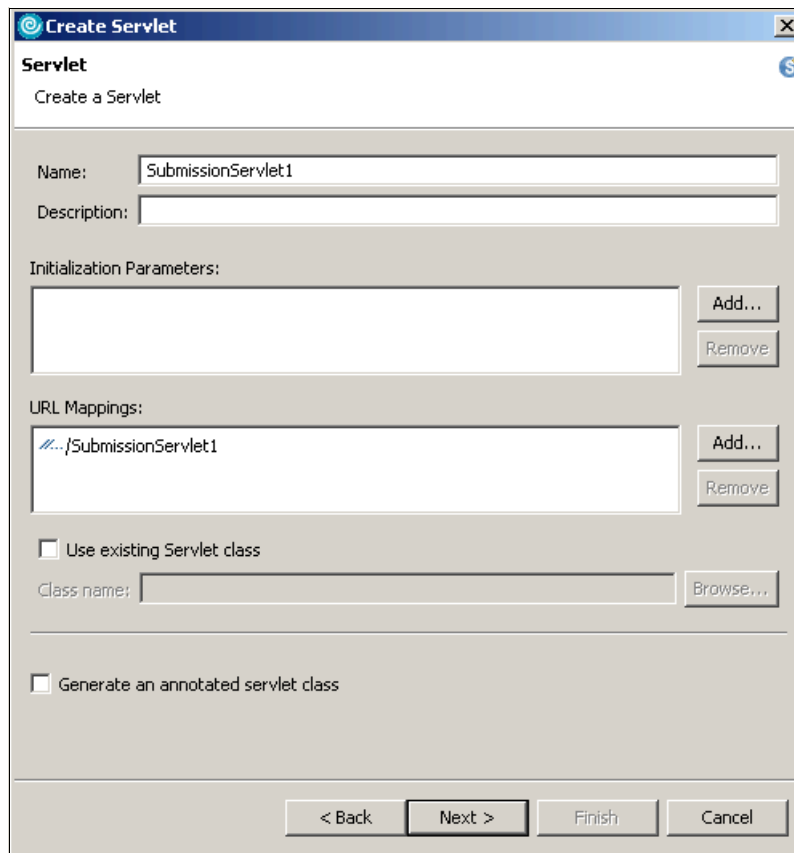 Create Servlet
Servlet
Create a Servlet
Name: SubmissionServlet1
Description:
Initialization Parameters:
Add...
Remove
URL Mappings:
//.../SubmissionServlet1
Add...
Remove
Use existing Servlet class
Class name:
Browse...
Generate an annotated servlet class
< Back
Next >
Finish
Cancel